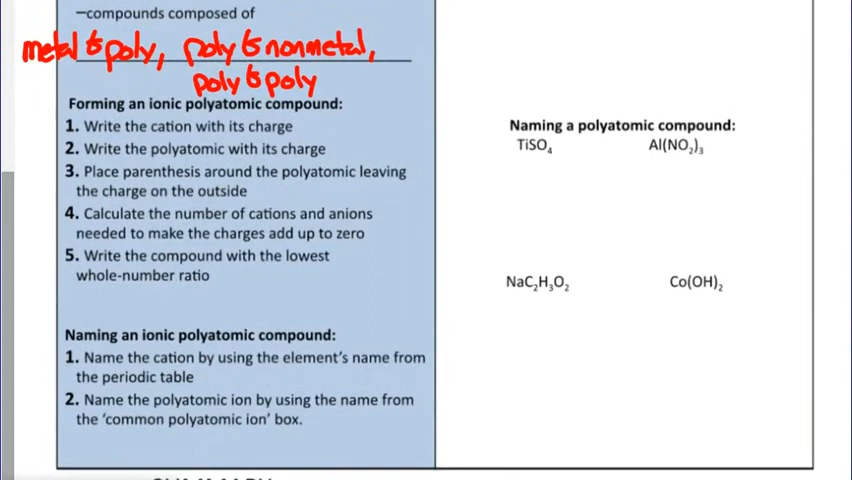 –compounds composed of
metal to poly, poly to nonmetal,
poly to poly
Forming an ionic polyatomic compound:
1. Write the cation with its charge
2. Write the polyatomic with its charge
3. Place parenthesis around the polyatomic leaving
the charge on the outside
4. Calculate the number of cations and anions
needed to make the charges add up to zero
5. Write the compound with the lowest
whole-number ratio
Naming an ionic polyatomic compound:
1. Name the cation by using the element's name from
the periodic table
2. Name the polyatomic ion by using the name from
the 'common polyatomic ion' box.
Naming a polyatomic compound:
TiSO₄ Al(NO₂)₃
NaC₂H₃O₂ Co(OH)₂